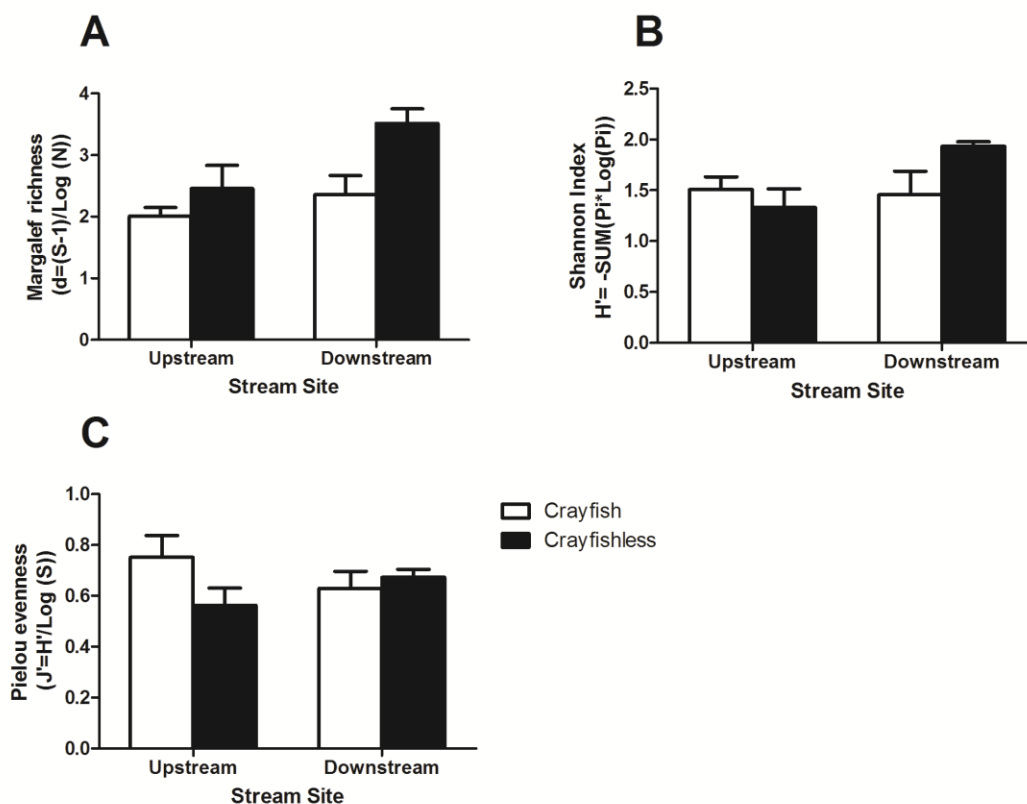 A
Margalef richness
(d=(S-1)/Log (N))
4
3
2
1
0
Upstream
Downstream
Stream Site
B
Shannon Index
H'= -SUM(Pi*Log(Pi))
2.5
2.0
1.5
1.0
0.5
0.0
Upstream
Downstream
Stream Site
C
Pielou evenness
(J'=H'/Log (S))
1.0
0.8
0.6
0.4
0.2
0.0
Upstream
Downstream
Stream Site
Crayfish
Crayfishless